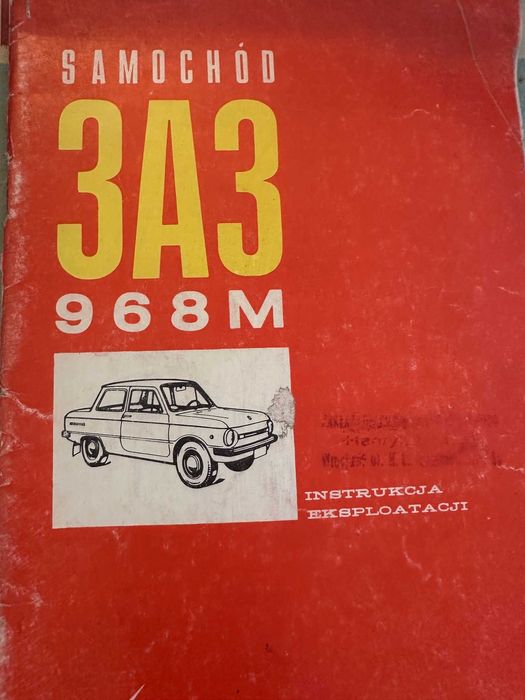 SAMOCHÓD
ЗАЗ
968M
INSTRUKCJA
EKSPLOATACJI